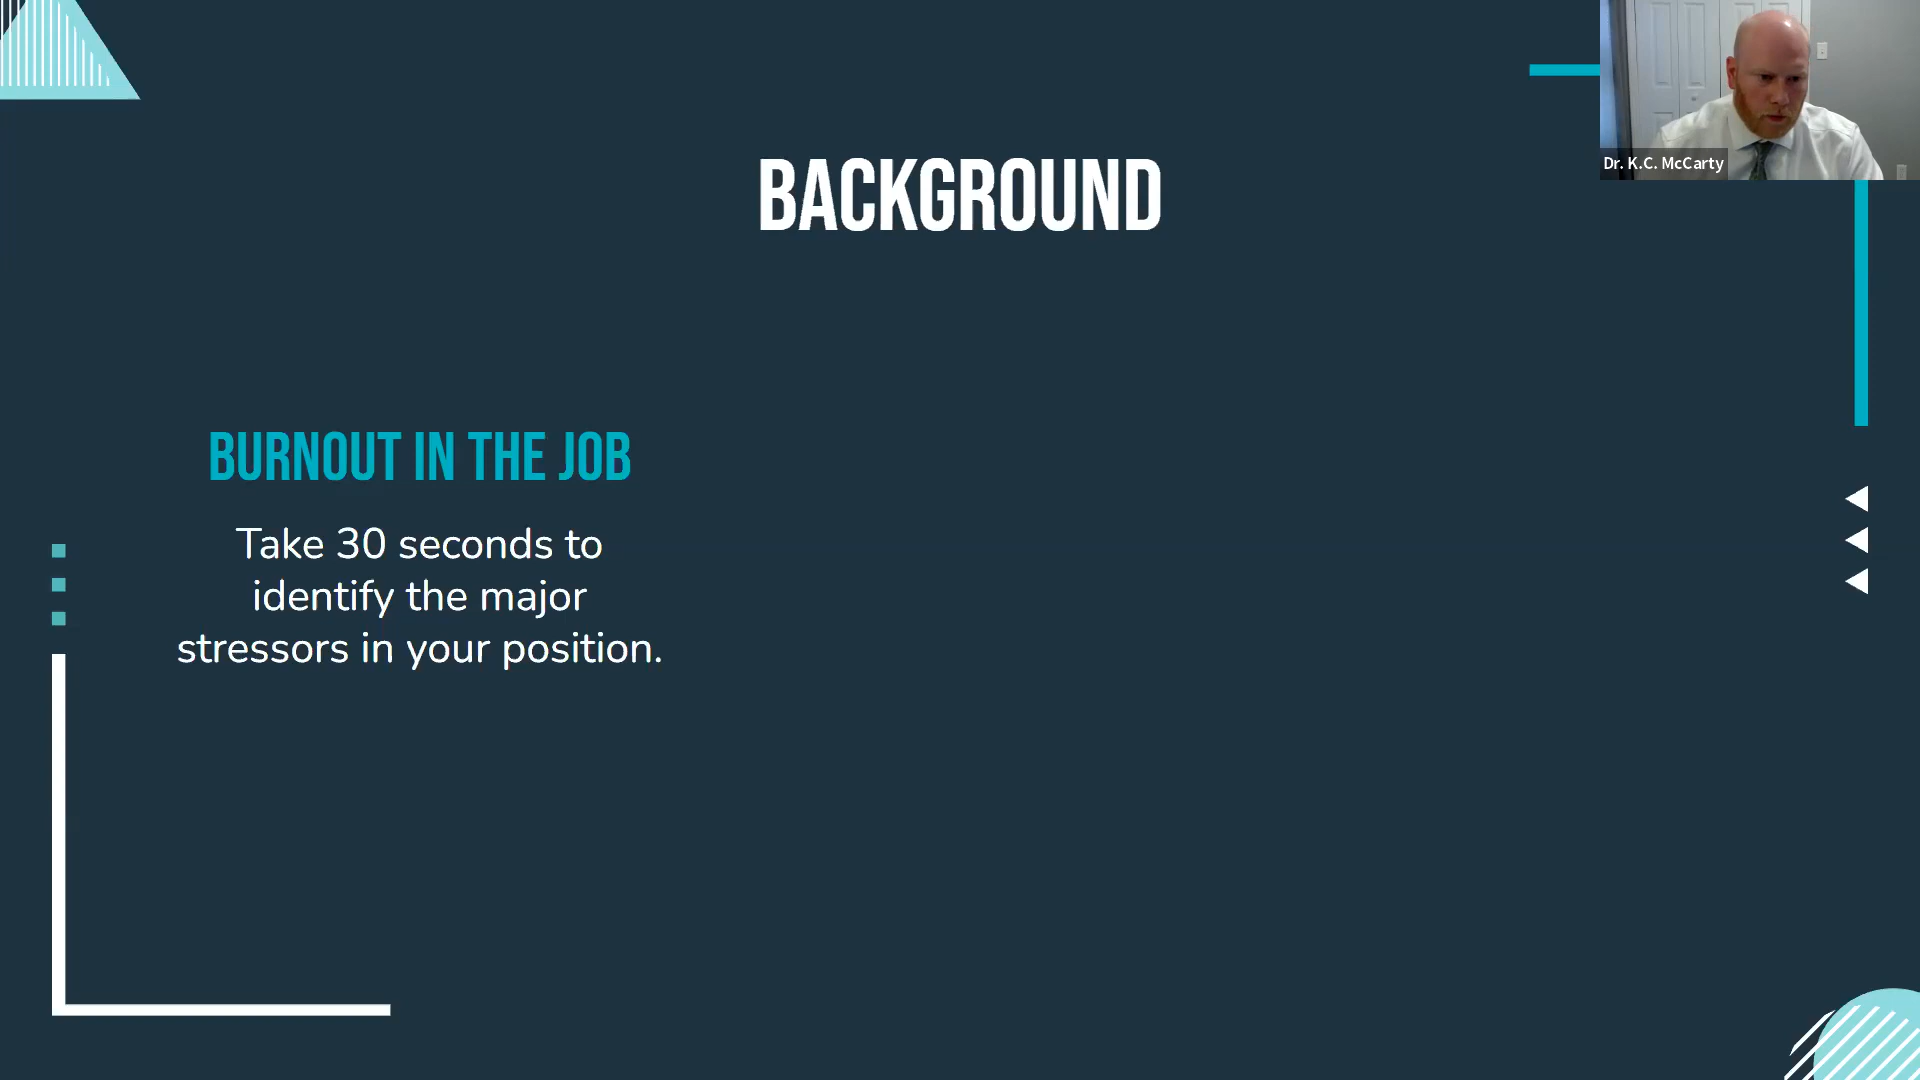 BACKGROUND
Dr. K.C. McCarty
BURNOUT IN THE JOB
Take 30 seconds to
identify the major
stressors in your position.